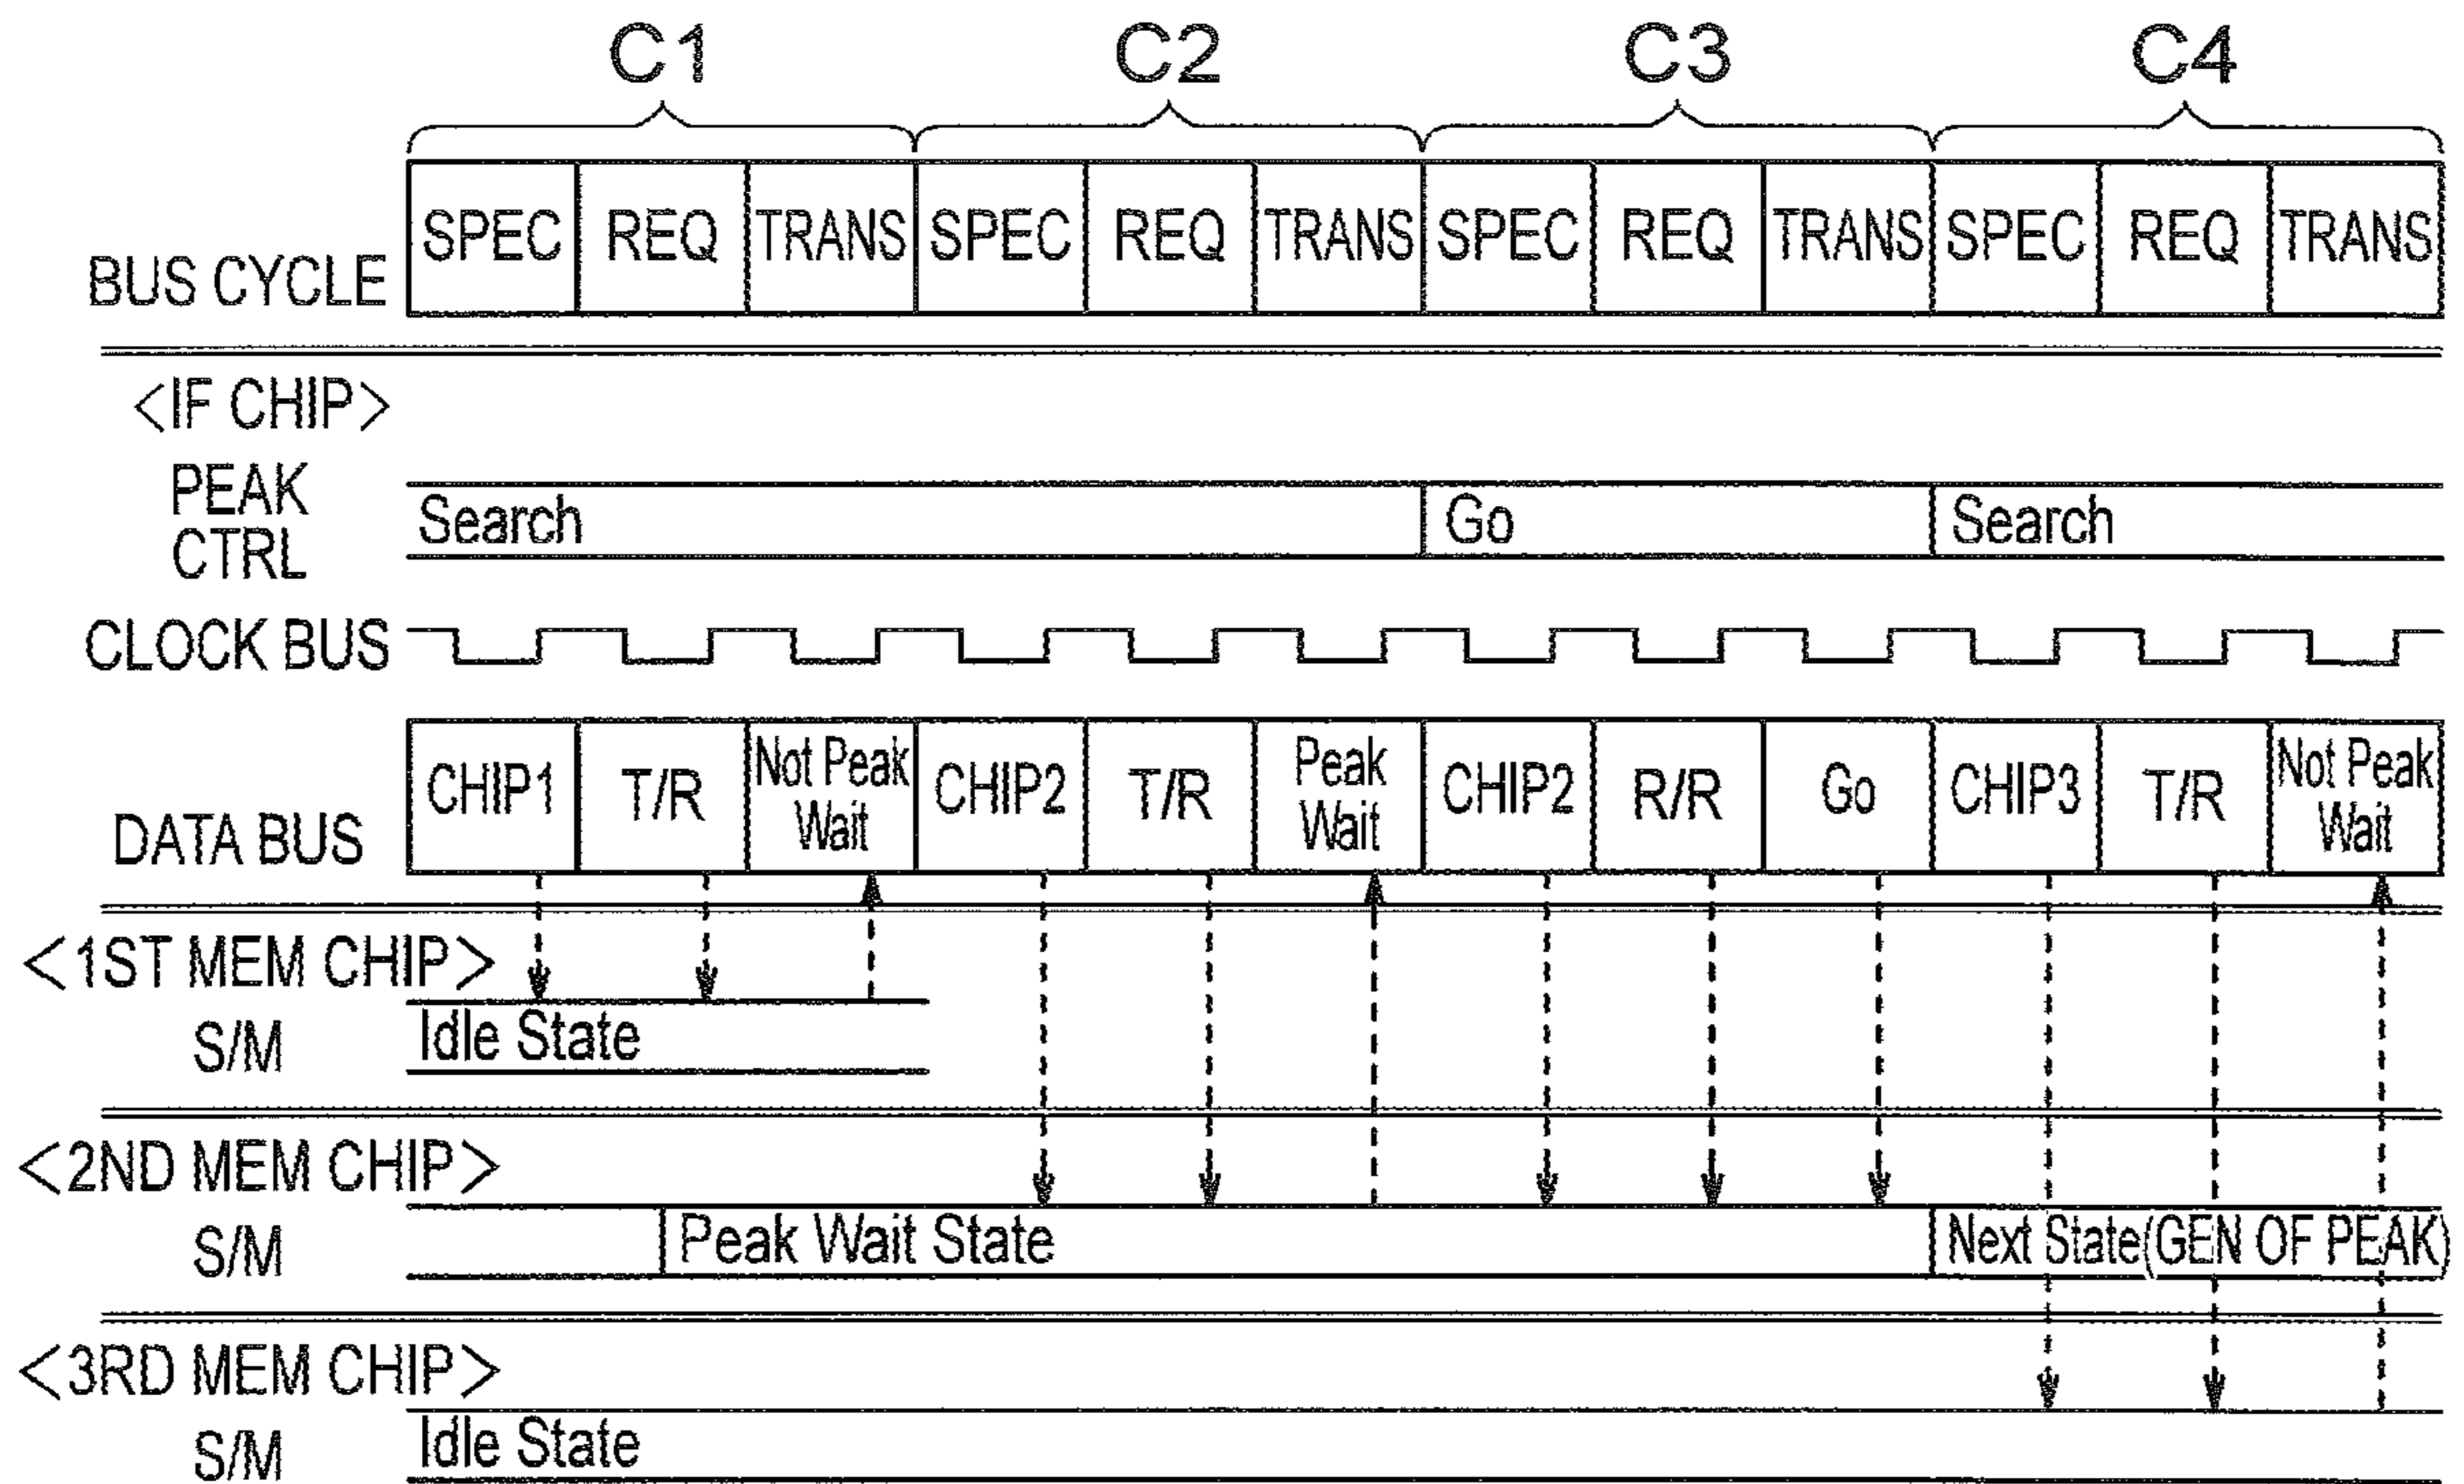 C1 C2 C3 C4
BUS CYCLE SPEC REQ TRANS SPEC REQ TRANS SPEC REQ TRANS SPEC REQ TRANS
<IF CHIP>
PEAK
CTRL
Search Go Search
CLOCK BUS
DATA BUS
CHIP1 T/R Not Peak Wait CHIP2 T/R Peak Wait CHIP2 R/R Go CHIP3 T/R Not Peak Wait
<1ST MEM CHIP>
S/M Idle State
<2ND MEM CHIP>
S/M Peak Wait State Next State(GEN OF PEAK)
<3RD MEM CHIP>
S/M Idle State